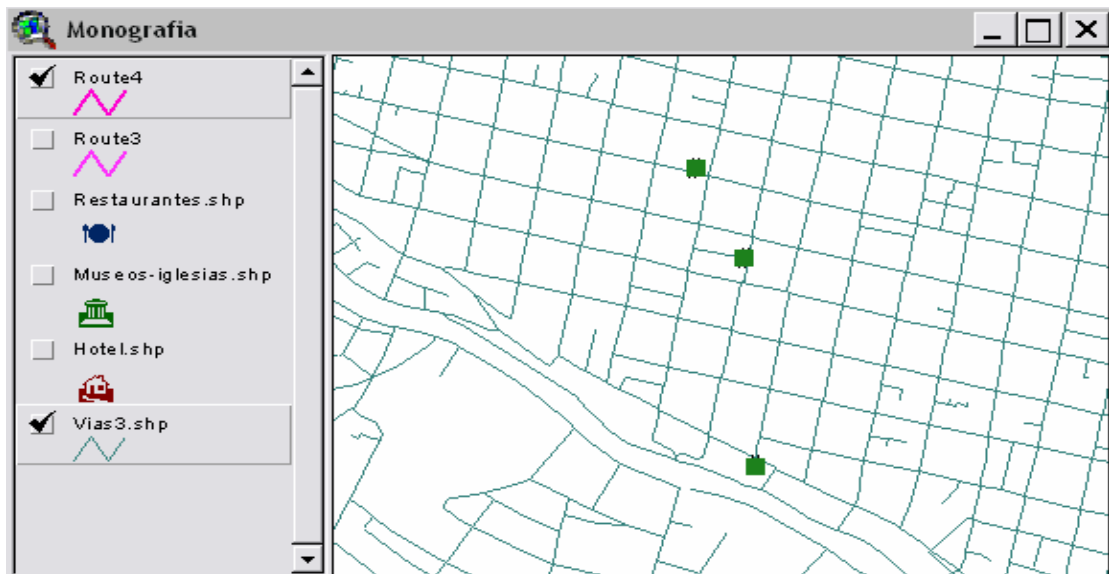 Monografia
Route4
Route3
Restaurantes.shp
Museos-iglesias.shp
Hotel.shp
Vias3.shp